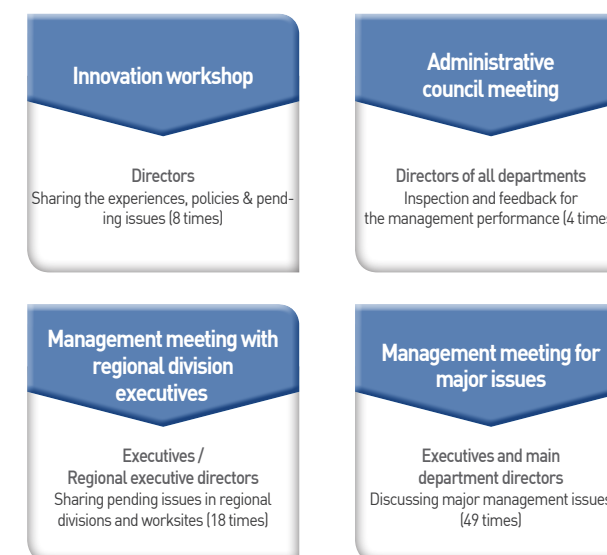 Innovation workshop
Directors
Sharing the experiences, policies & pend-
ing issues (8 times)
Administrative
council meeting
Directors of all departments
Inspection and feedback for
the management performance (4 times
Management meeting with
regional division
executives
Executives /
Regional executive directors
Sharing pending issues in regional
divisions and worksites (18 times)
Management meeting for
major issues
Executives and main
department directors
Discussing major management issues
(49 times)